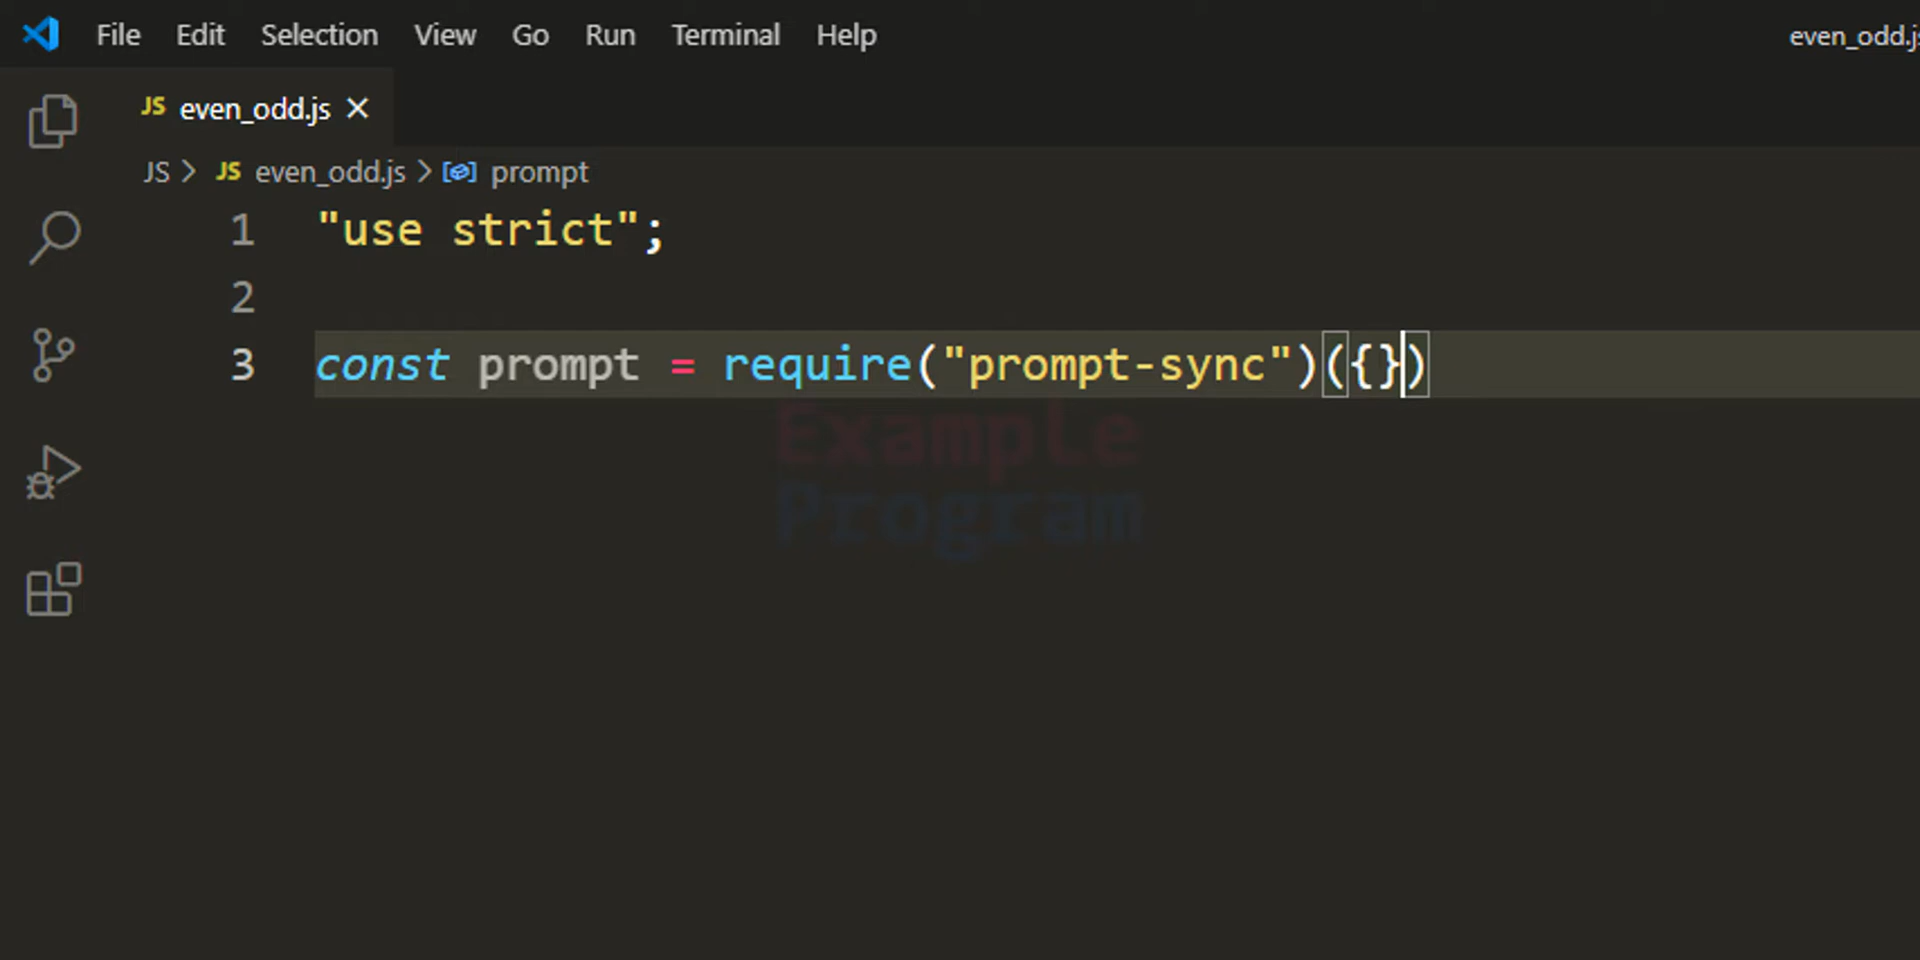 File Edit Selection View Go Run Terminal Help even_odd.js
JS even_odd.js ×
JS > JS even_odd.js > prompt
1 "use strict";
2
3 const prompt = require("prompt-sync")({})
Example
Program